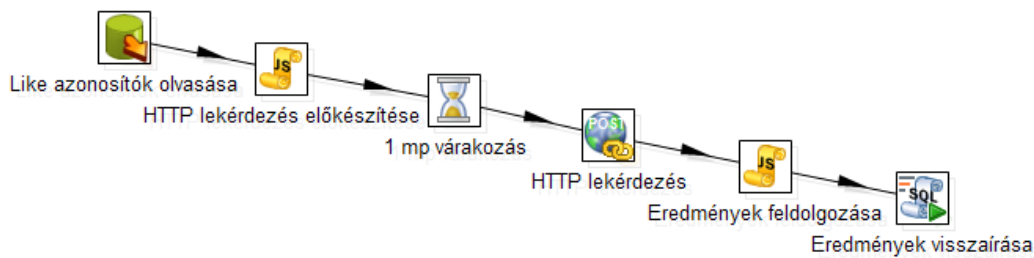 Like azonosítók olvasása
JS
HTTP lekérdezés előkészítése
1 mp várakozás
POST
HTTP lekérdezés
JS
Eredmények feldolgozása
SQL
Eredmények visszaírása